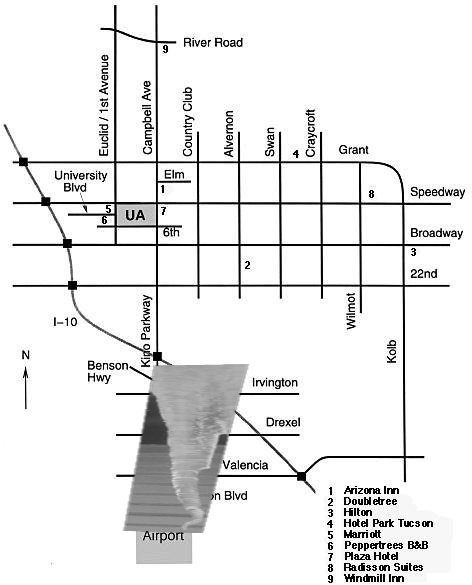 9
River Road
Euclid / 1st Avenue
Campbell Ave
Country Club
Alvernon
Swan
Craycroft
4
Grant
Elm
1
University
Blvd
8
Speedway
5
UA
7
6
6th
Broadway
3
2
22nd
I-10
Kino Parkway
Wilmot
Kolb
N
Benson
Hwy
Irvington
Drexel
Valencia
Blvd
Airport
1 Arizona Inn
2 Doubletree
3 Hilton
4 Hotel Park Tucson
5 Marriott
6 Peppertrees B&B
7 Plaza Hotel
8 Radisson Suites
9 Windmill Inn